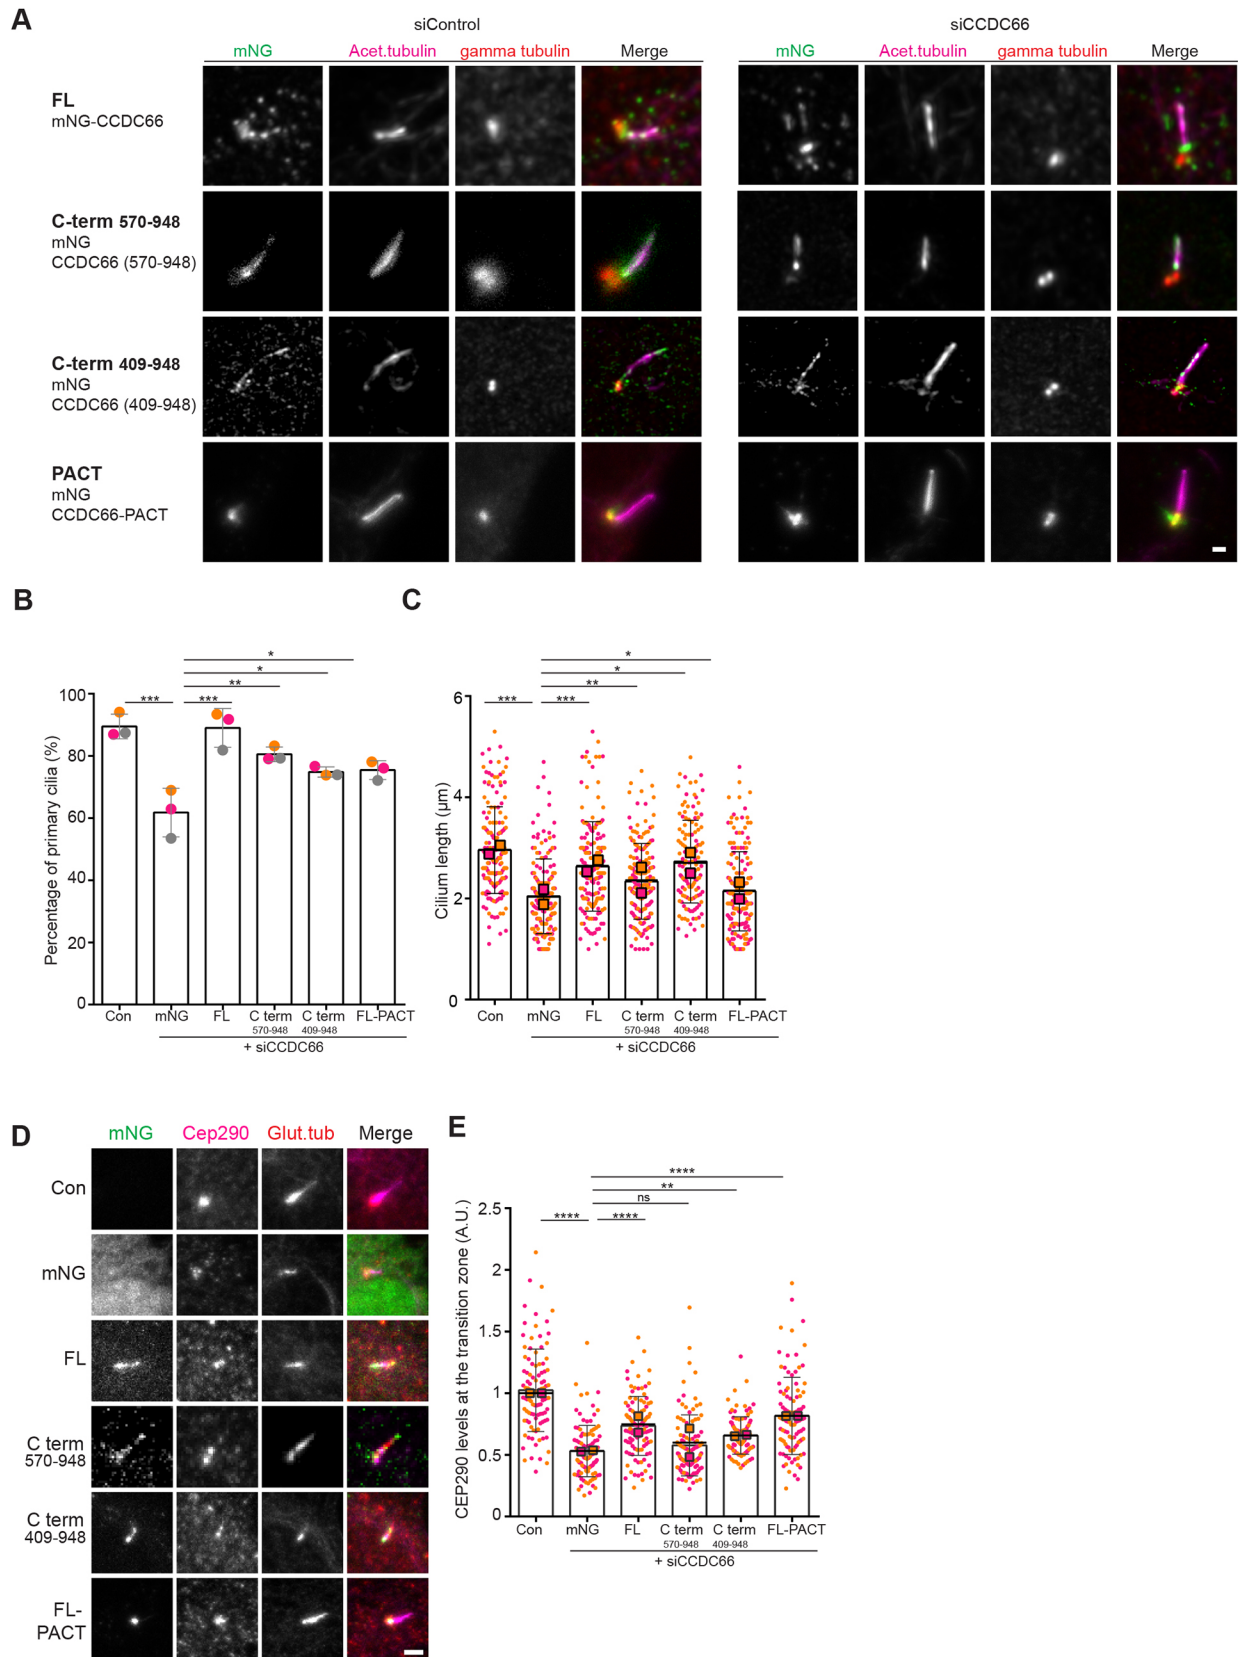 A
siControl
siCCDC66
mNG Acet.tubulin gamma tubulin Merge
mNG Acet.tubulin gamma tubulin Merge
FL
mNG-CCDC66
C-term 570-948
mNG
CCDC66 (570-948)
C-term 409-948
mNG
CCDC66 (409-948)
PACT
mNG
CCDC66-PACT
B
*
*
**
*** ***
Percentage of primary cilia (%)
100
80
60
40
20
0
Con mNG FL C term C term FL-PACT
570-948 409-948
+ siCCDC66
C
*
*
**
*** ***
Cilium length (µm)
6
4
2
0
Con mNG FL C term C term FL-PACT
570-948 409-948
+ siCCDC66
D
mNG Cep290 Glut.tub Merge
Con
mNG
FL
C term
570-948
C term
409-948
FL-
PACT
E
****
**
ns
**** ****
CEP290 levels at the transition zone (A.U.)
2.5
2
1.5
1
0.5
0
Con mNG FL C term C term FL-PACT
570-948 409-948
+ siCCDC66